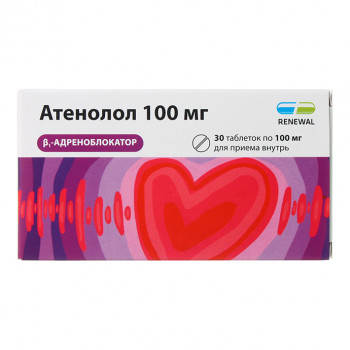 RENEWAL
Атенолол 100 мг
β₁-АДРЕНОБЛОКАТОР
30 таблеток по 100 мг
для приема внутрь